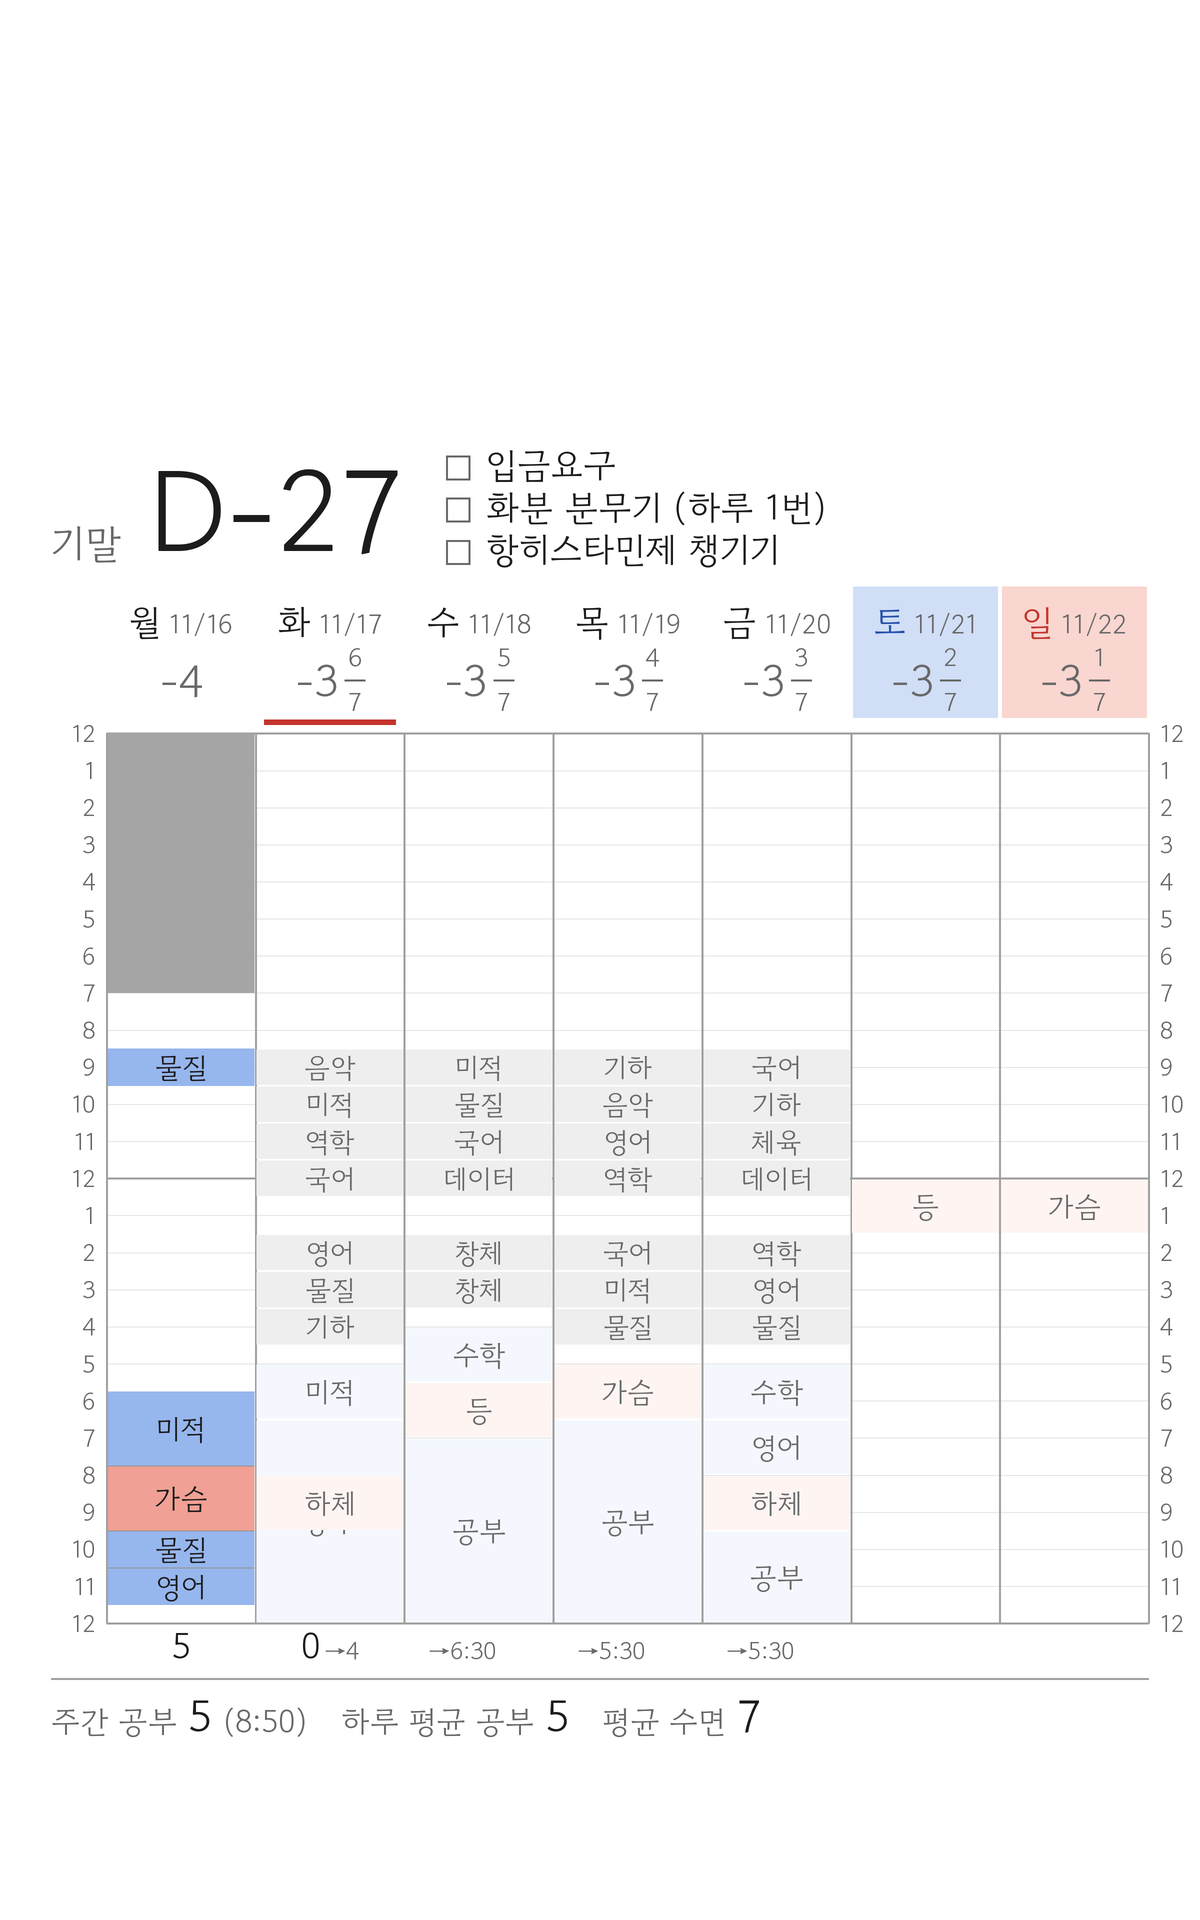 기말 D-27
□ 입금요구
□ 화분 분무기 (하루 1번)
□ 항히스타민제 챙기기
월 11/16 화 11/17 수 11/18 목 11/19 금 11/20 토 11/21 일 11/22
-4 -3 6/7 -3 5/7 -3 4/7 -3 3/7 -3 2/7 -3 1/7
12 12
1 1
2 2
3 3
4 4
5 5
6 6
7 7
8 8
9 물질 음악 미적 기하 국어 9
10 미적 물질 음악 기하 10
11 역학 국어 영어 체육 11
12 국어 데이터 역학 데이터 12
1 등 가슴 1
2 영어 창체 국어 역학 2
3 물질 창체 미적 영어 3
4 기하 물질 물질 4
수학
5 5
6 미적 등 가슴 수학 6
7 미적 영어 7
8 8
9 가슴 하체 하체 9
공부 공부
10 물질 10
11 영어 공부 11
12 12
5 0→4 →6:30 →5:30 →5:30
주간 공부 5 (8:50) 하루 평균 공부 5 평균 수면 7